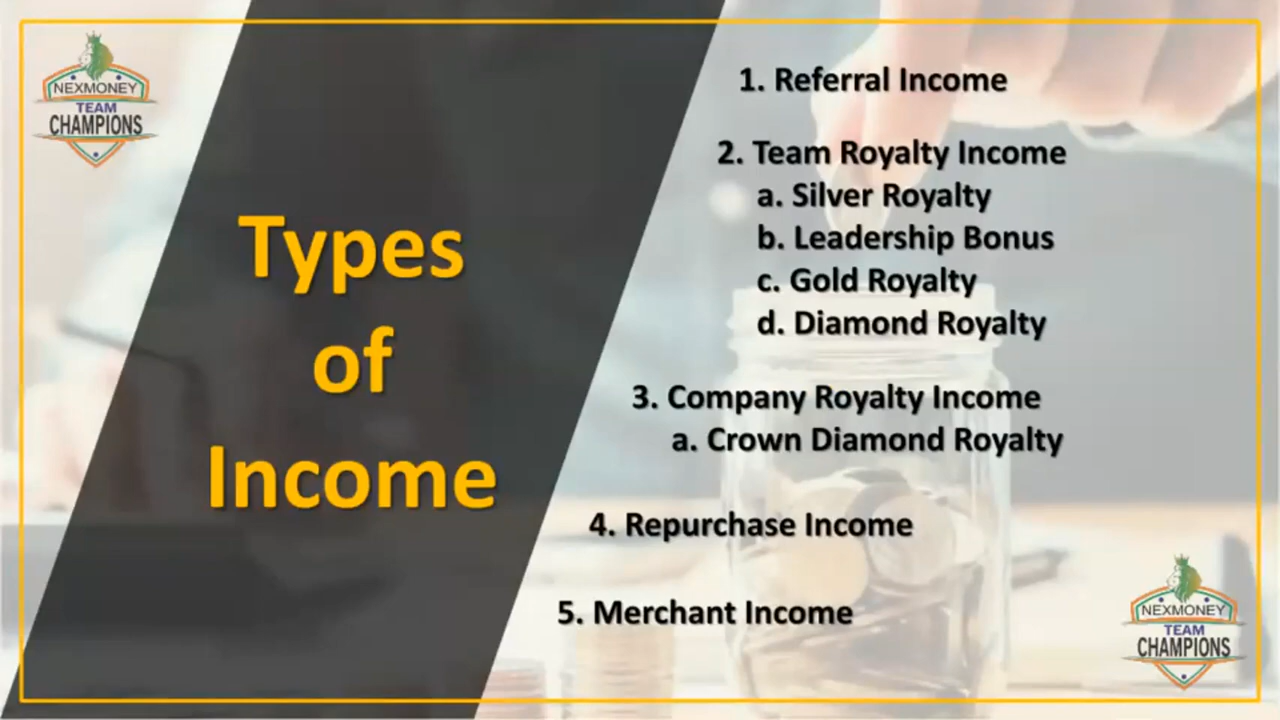 NEXMONEY
TEAM
CHAMPIONS
Types
of
Income
1. Referral Income
2. Team Royalty Income
a. Silver Royalty
b. Leadership Bonus
c. Gold Royalty
d. Diamond Royalty
3. Company Royalty Income
a. Crown Diamond Royalty
4. Repurchase Income
5. Merchant Income
NEXMONEY
TEAM
CHAMPIONS